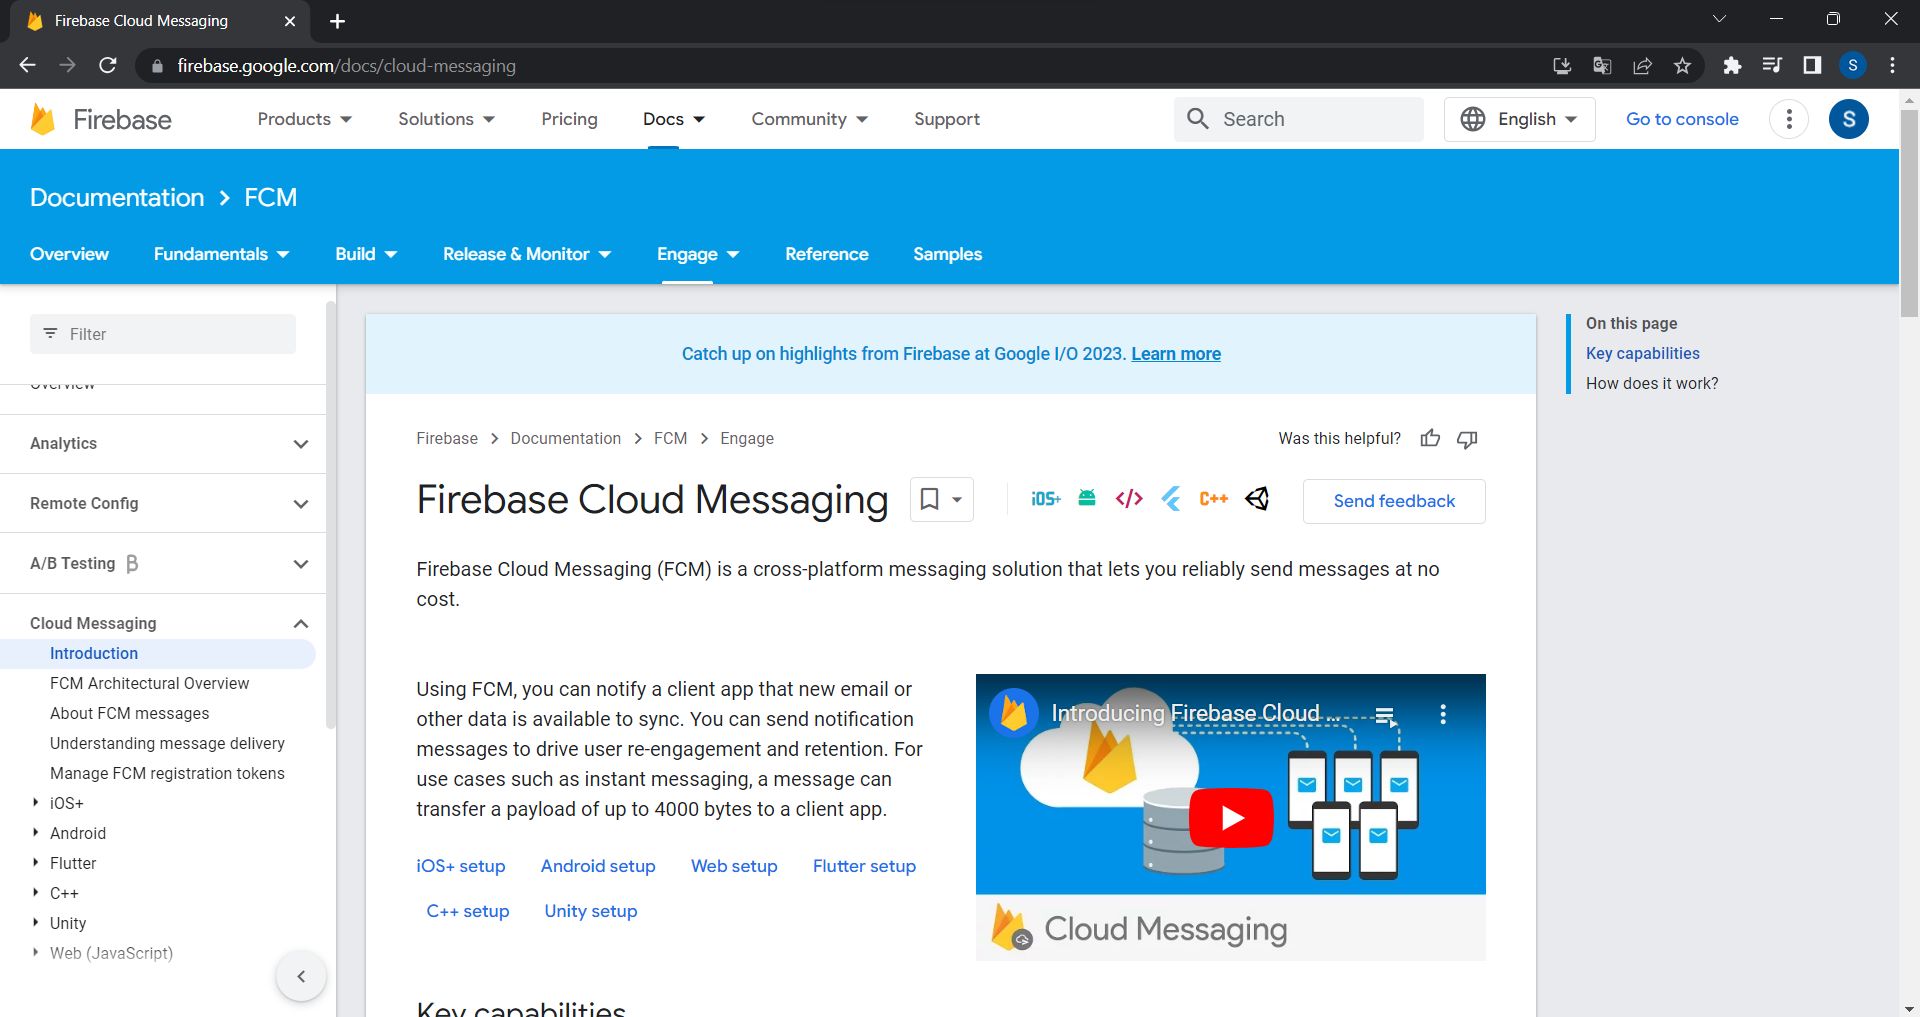 Firebase Cloud Messaging
firebase.google.com/docs/cloud-messaging
S
Firebase
Products
Solutions
Pricing
Docs
Community
Support
Search
English
Go to console
S
Documentation > FCM
Overview
Fundamentals
Build
Release & Monitor
Engage
Reference
Samples
Filter
Overview
Analytics
Remote Config
A/B Testing β
Cloud Messaging
Introduction
FCM Architectural Overview
About FCM messages
Understanding message delivery
Manage FCM registration tokens
iOS+
Android
Flutter
C++
Unity
Web (JavaScript)
Catch up on highlights from Firebase at Google I/O 2023. Learn more
Firebase > Documentation > FCM > Engage
Was this helpful?
Firebase Cloud Messaging
iOS+
</>
C++
Send feedback
Firebase Cloud Messaging (FCM) is a cross-platform messaging solution that lets you reliably send messages at no
cost.
Using FCM, you can notify a client app that new email or
other data is available to sync. You can send notification
messages to drive user re-engagement and retention. For
use cases such as instant messaging, a message can
transfer a payload of up to 4000 bytes to a client app.
iOS+ setup
Android setup
Web setup
Flutter setup
C++ setup
Unity setup
Introducing Firebase Cloud ...
Cloud Messaging
Key capabilities
On this page
Key capabilities
How does it work?